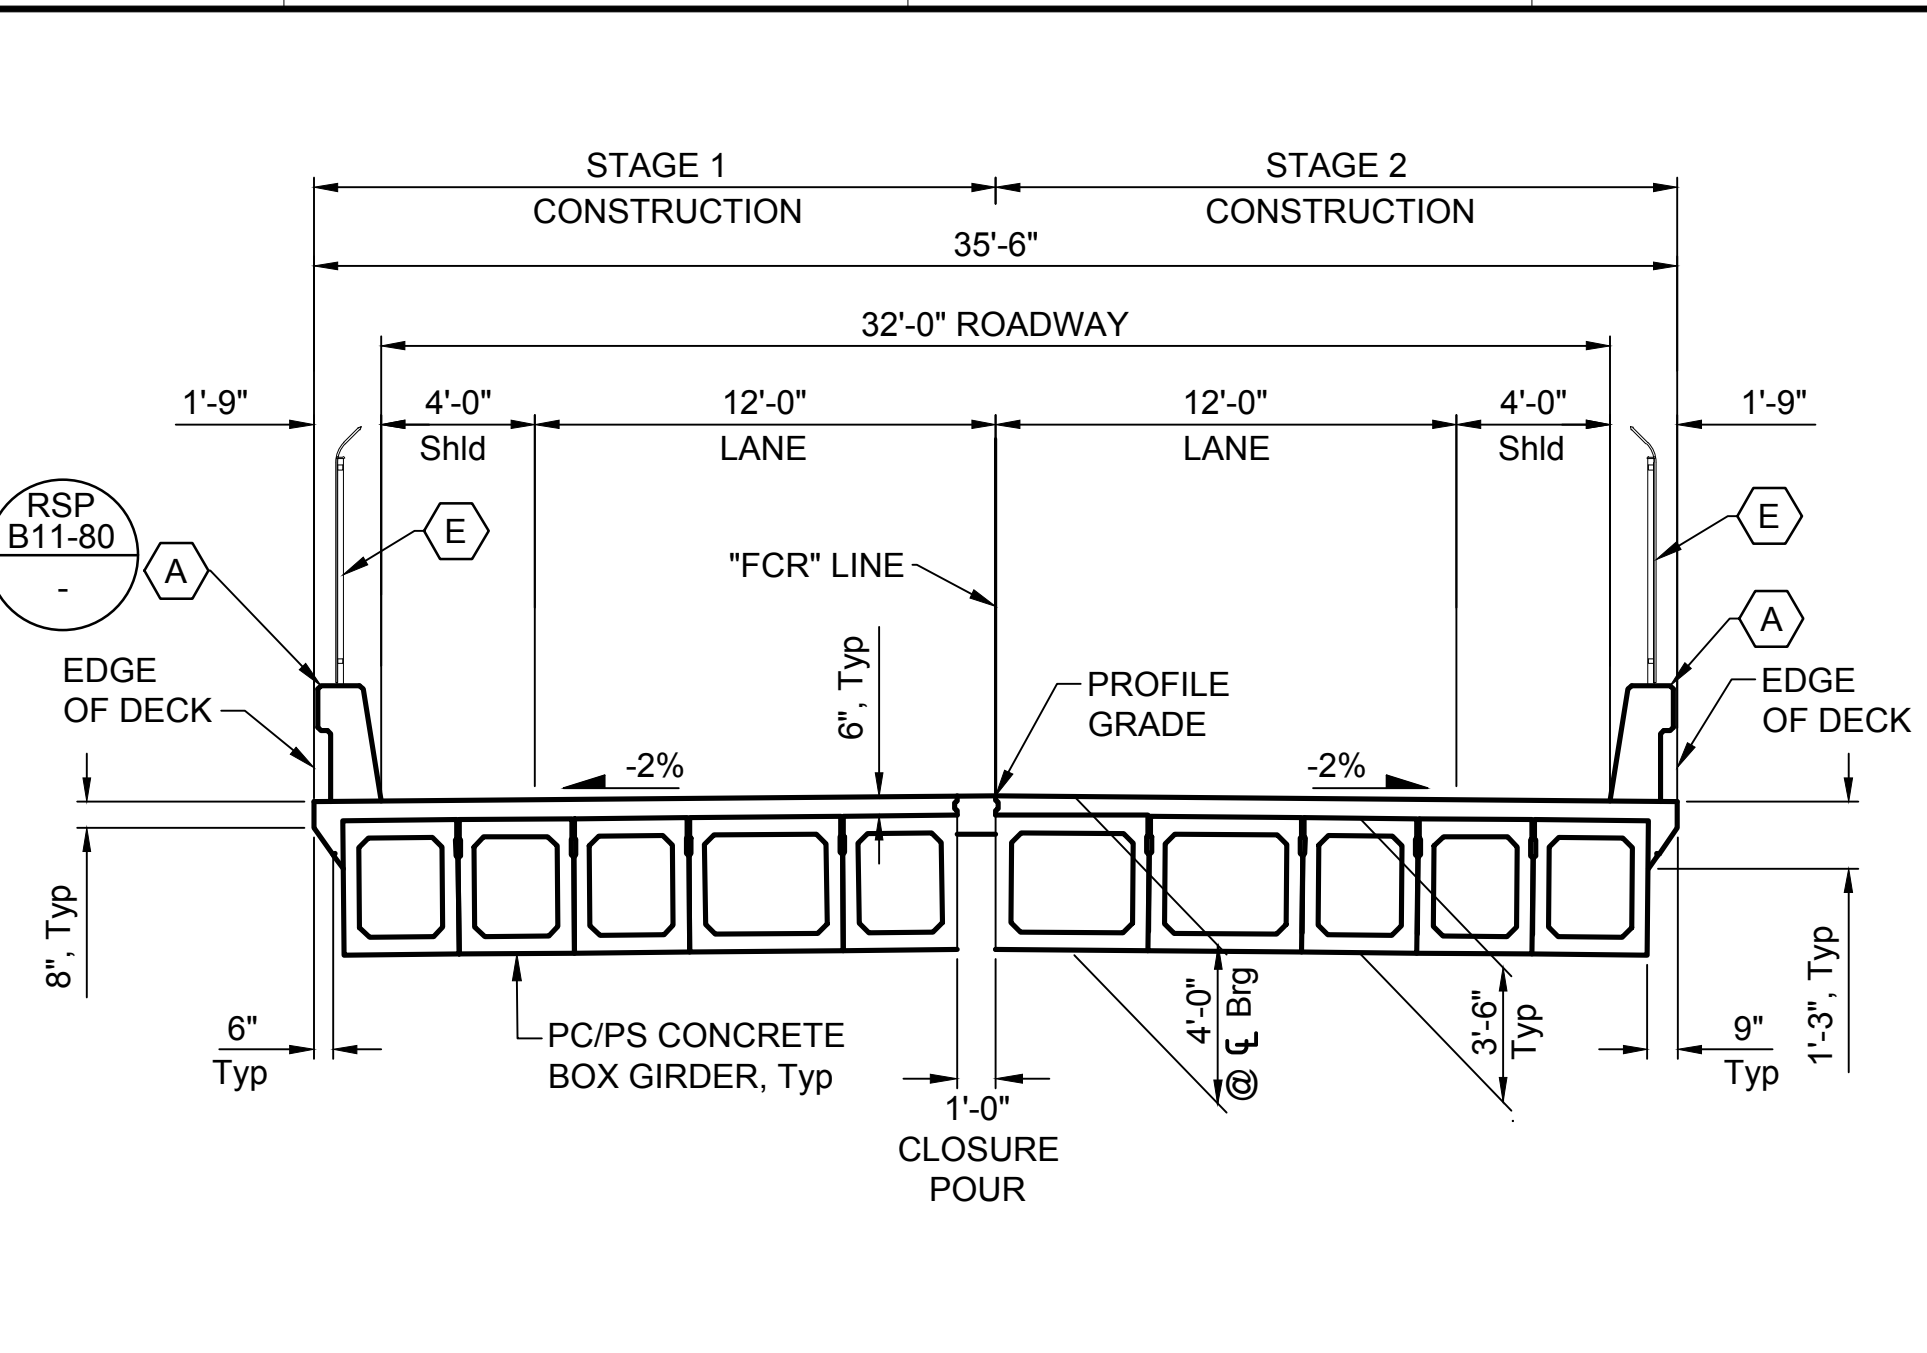 STAGE 1
CONSTRUCTION
STAGE 2
CONSTRUCTION
35'-6"
32'-0" ROADWAY
1'-9"
4'-0"
Shld
12'-0"
LANE
12'-0"
LANE
4'-0"
Shld
1'-9"
RSP
B11-80
-
A
E
"FCR" LINE
E
A
EDGE
OF DECK
6", Typ
PROFILE
GRADE
EDGE
OF DECK
-2%
-2%
8", Typ
6"
Typ
PC/PS CONCRETE
BOX GIRDER, Typ
1'-0"
CLOSURE
POUR
4'-0"
@ ℄ Brg
3'-6"
Typ
9"
Typ
1'-3", Typ